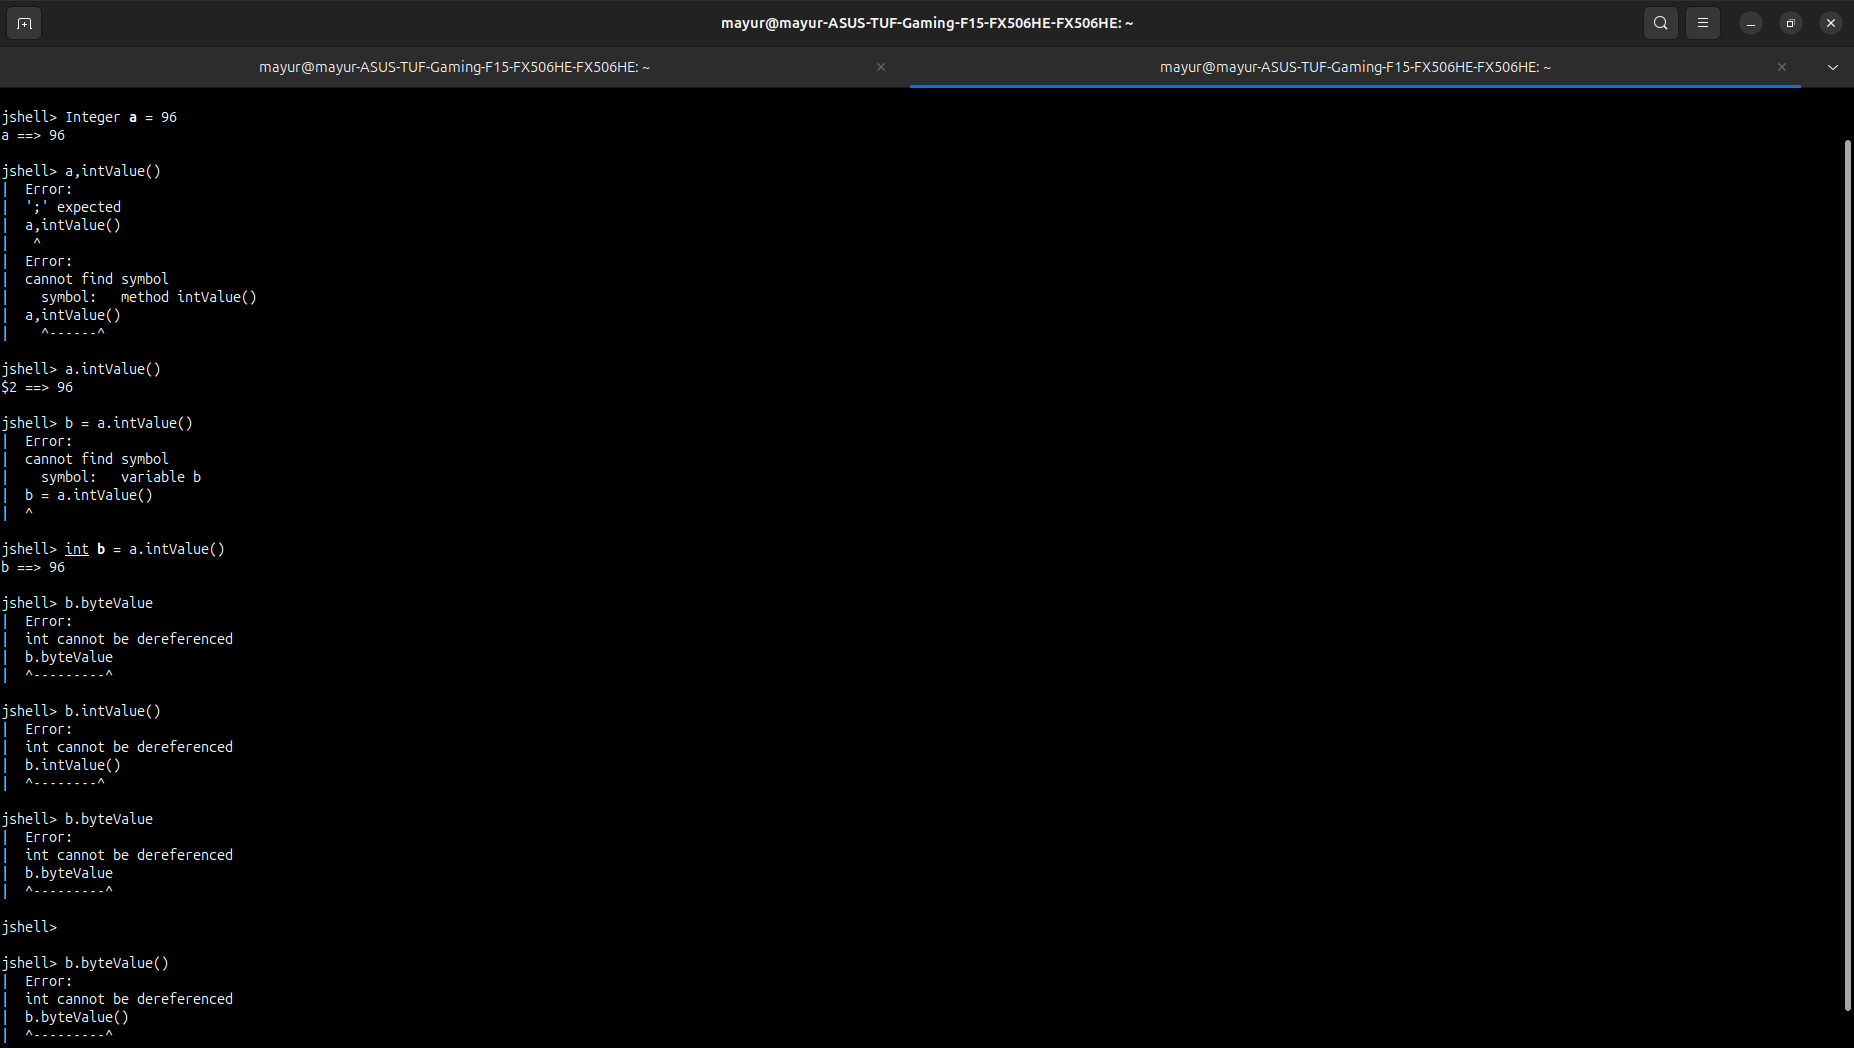 mayur@mayur-ASUS-TUF-Gaming-F15-FX506HE-FX506HE: ~
mayur@mayur-ASUS-TUF-Gaming-F15-FX506HE-FX506HE: ~
mayur@mayur-ASUS-TUF-Gaming-F15-FX506HE-FX506HE: ~
jshell> Integer a = 96
a ==> 96
jshell> a,intValue()
|  Error:
|  ';' expected
|  a,intValue()
|   ^
|  Error:
|  cannot find symbol
|    symbol:   method intValue()
|  a,intValue()
|    ^------^
jshell> a.intValue()
$2 ==> 96
jshell> b = a.intValue()
|  Error:
|  cannot find symbol
|    symbol:   variable b
|  b = a.intValue()
|  ^
jshell> int b = a.intValue()
b ==> 96
jshell> b.byteValue
|  Error:
|  int cannot be dereferenced
|  b.byteValue
|  ^---------^
jshell> b.intValue()
|  Error:
|  int cannot be dereferenced
|  b.intValue()
|  ^--------^
jshell> b.byteValue
|  Error:
|  int cannot be dereferenced
|  b.byteValue
|  ^---------^
jshell>
jshell> b.byteValue()
|  Error:
|  int cannot be dereferenced
|  b.byteValue()
|  ^---------^